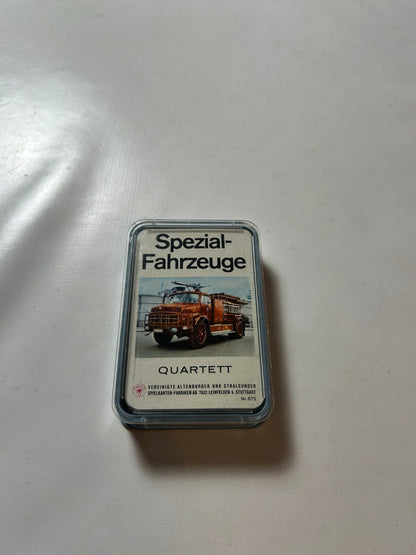 Spezial-
Fahrzeuge
QUARTETT
VEREINIGTE ALTENBURGER UND STRALSUNDER
SPIELKARTEN-FABRIKEN AG 7022 LEINFELDEN B. STUTTGART
Nr. 672